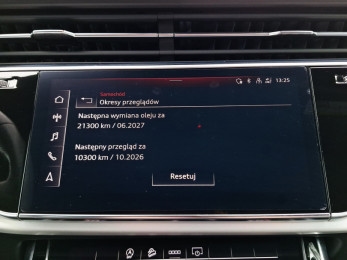 13:25
Samochód
Okresy przeglądów
Następna wymiana oleju za
21300 km / 06.2027
Następny przegląd za
10300 km / 10.2026
Resetuj